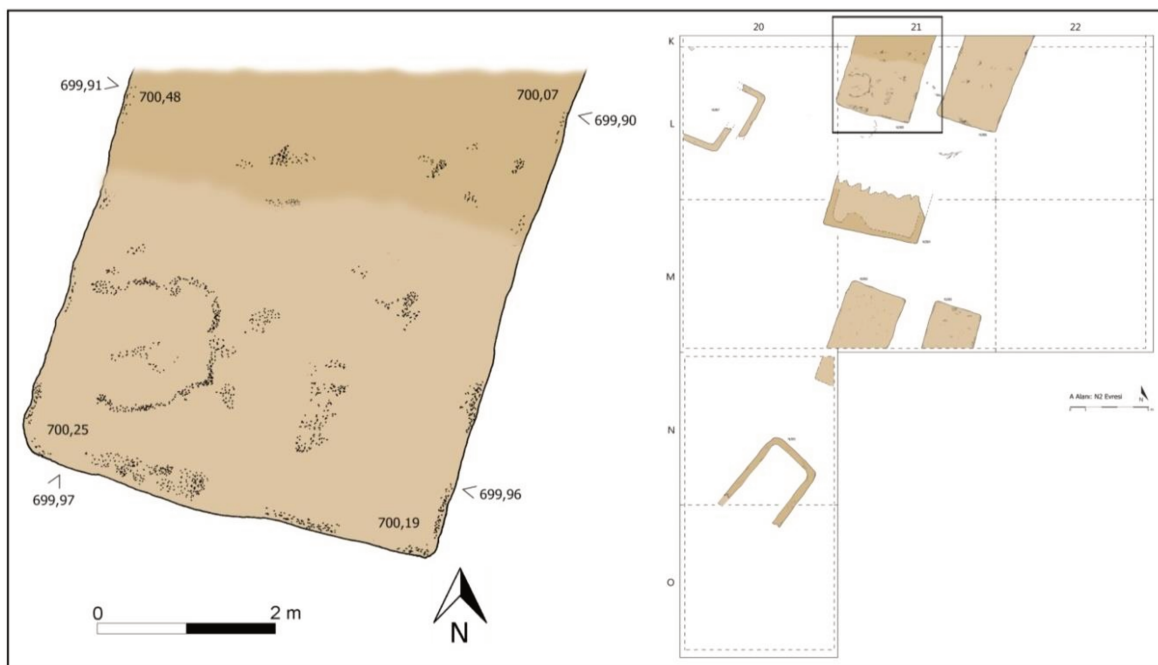 20 21 22
K
699,91
700,48
700,07
699,90
L
M
700,25
699,97
699,96
700,19
A Alanı: N2 Evresi
N
N
0 2 m
N
O